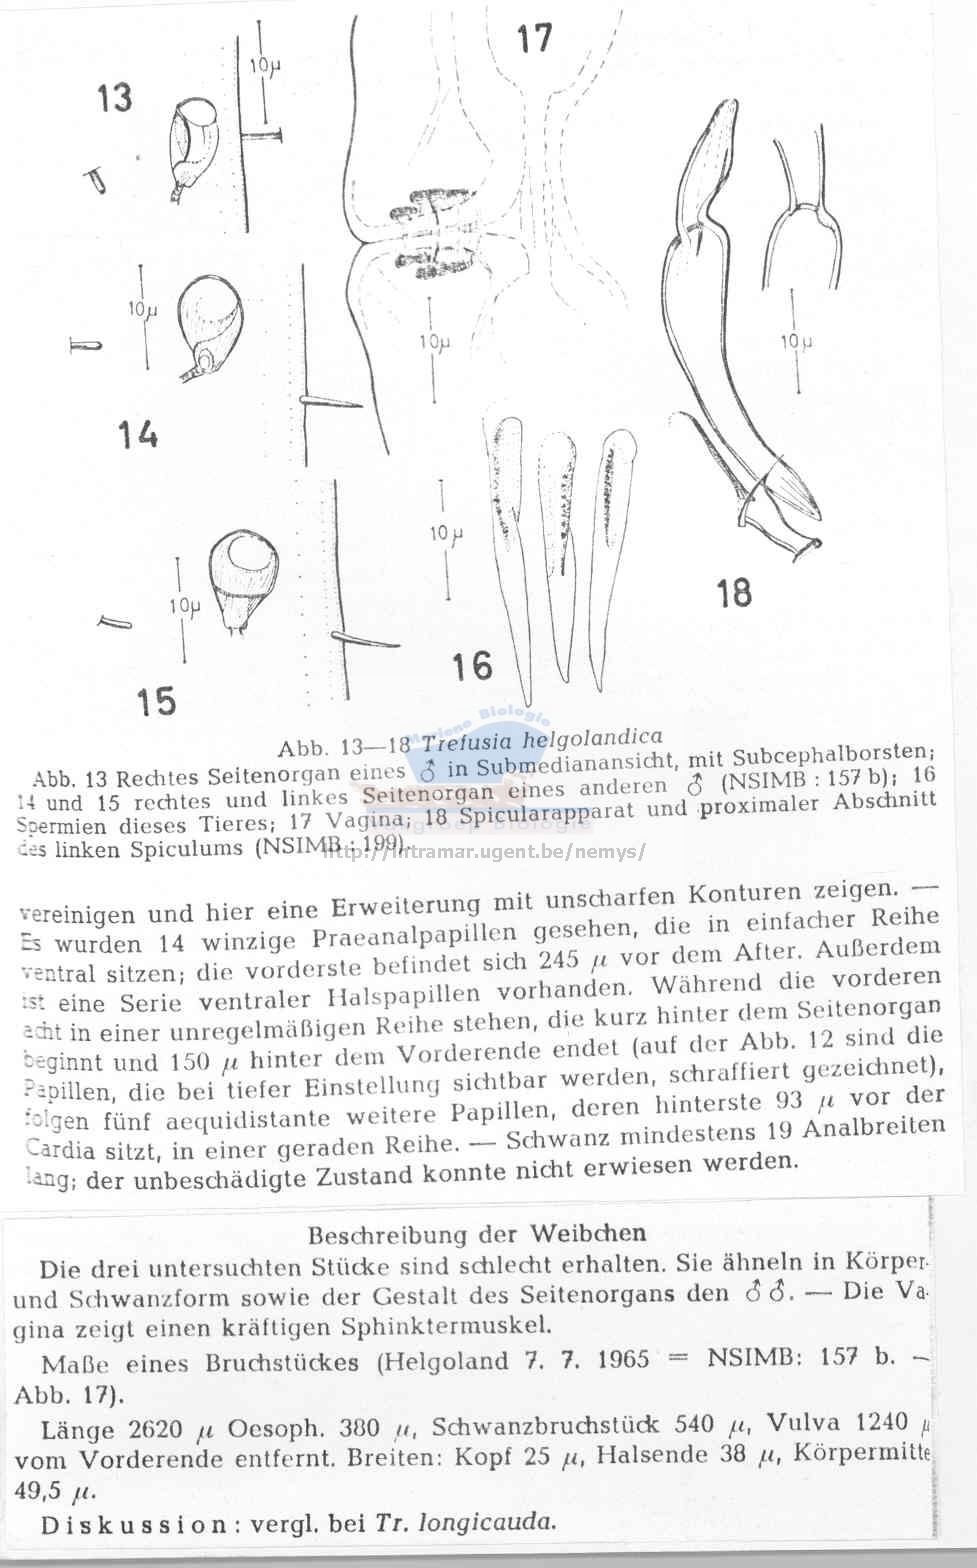 17
10µ
13
10µ
14
10µ
10µ
10µ
10µ
15
16
18
Abb. 13—18 Trefusia helgolandica
Abb. 13 Rechtes Seitenorgan eines ♂ in Submedianansicht, mit Subcephalborsten;
14 und 15 rechtes und linkes Seitenorgan eines anderen ♂ (NSIMB : 157 b); 16
Spermien dieses Tieres; 17 Vagina; 18 Spicularapparat und proximaler Abschnitt
des linken Spiculums (NSIMB : 199).
Mariene Biologie
http://intramar.ugent.be/nemys/
vereinigen und hier eine Erweiterung mit unscharfen Konturen zeigen. —
Es wurden 14 winzige Praeanalpapillen gesehen, die in einfacher Reihe
ventral sitzen; die vorderste befindet sich 245 µ vor dem After. Außerdem
ist eine Serie ventraler Halspapillen vorhanden. Während die vorderen
acht in einer unregelmäßigen Reihe stehen, die kurz hinter dem Seitenorgan
beginnt und 150 µ hinter dem Vorderende endet (auf der Abb. 12 sind die
Papillen, die bei tiefer Einstellung sichtbar werden, schraffiert gezeichnet),
folgen fünf aequidistante weitere Papillen, deren hinterste 93 µ vor der
Cardia sitzt, in einer geraden Reihe. — Schwanz mindestens 19 Analbreiten
lang; der unbeschädigte Zustand konnte nicht erwiesen werden.
Beschreibung der Weibchen
Die drei untersuchten Stücke sind schlecht erhalten. Sie ähneln in Körper-
und Schwanzform sowie der Gestalt des Seitenorgans den ♂♂. — Die Va-
gina zeigt einen kräftigen Sphinktermuskel.
Maße eines Bruchstückes (Helgoland 7. 7. 1965 = NSIMB: 157 b. —
Abb. 17).
Länge 2620 µ Oesoph. 380 µ, Schwanzbruchstück 540 µ, Vulva 1240 µ
vom Vorderende entfernt. Breiten: Kopf 25 µ, Halsende 38 µ, Körpermitte
49,5 µ.
Diskussion: vergl. bei Tr. longicauda.